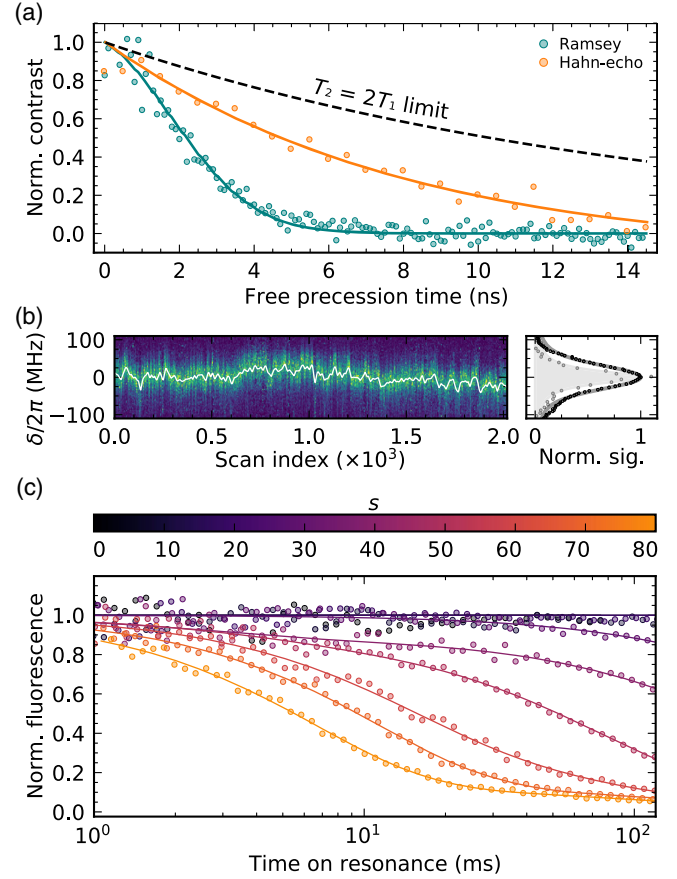 (a)
Norm. contrast
1.0
0.8
0.6
0.4
0.2
0.0
Ramsey
Hahn-echo
T₂ = 2T₁ limit
0 2 4 6 8 10 12 14
Free precession time (ns)
(b)
δ/2π (MHz)
100
0
−100
0.0 0.5 1.0 1.5 2.0
Scan index (×10³)
0 1
Norm. sig.
(c)
s
0 10 20 30 40 50 60 70 80
Norm. fluorescence
1.0
0.8
0.6
0.4
0.2
0.0
10⁰ 10¹ 10²
Time on resonance (ms)